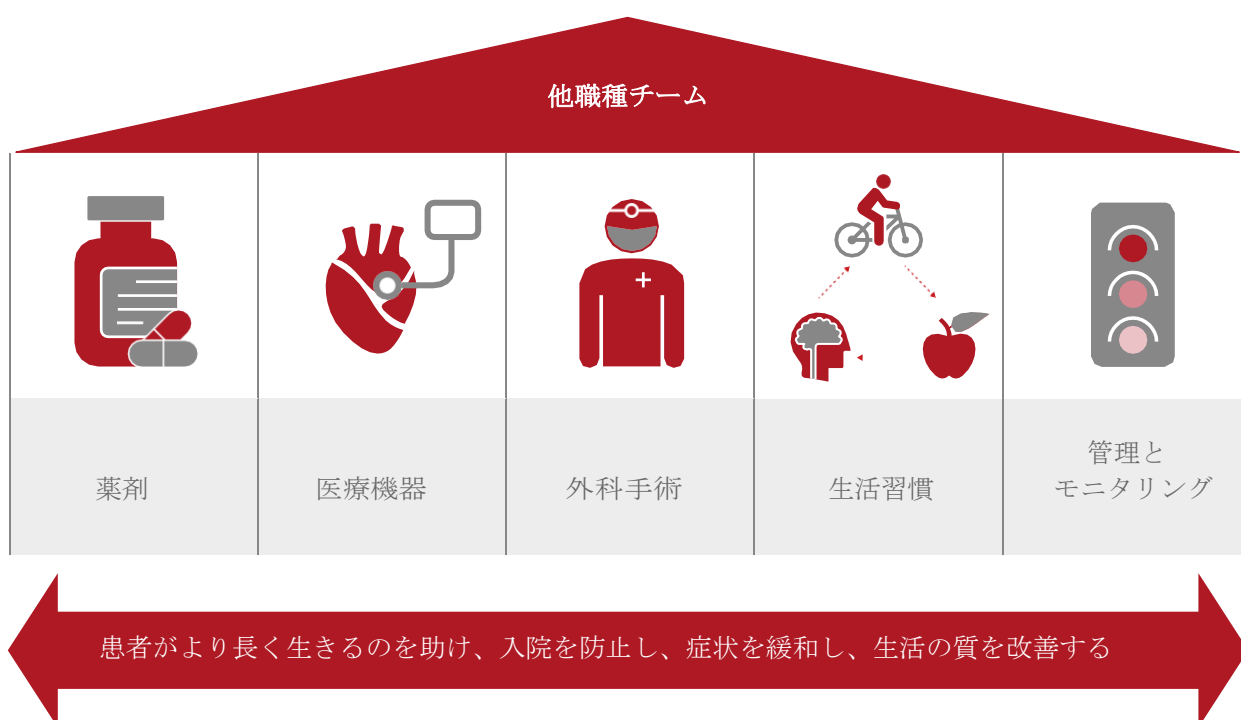 他職種チーム
薬剤
医療機器
外科手術
生活習慣
管理と
モニタリング
患者がより長く生きるのを助け、入院を防止し、症状を緩和し、生活の質を改善する